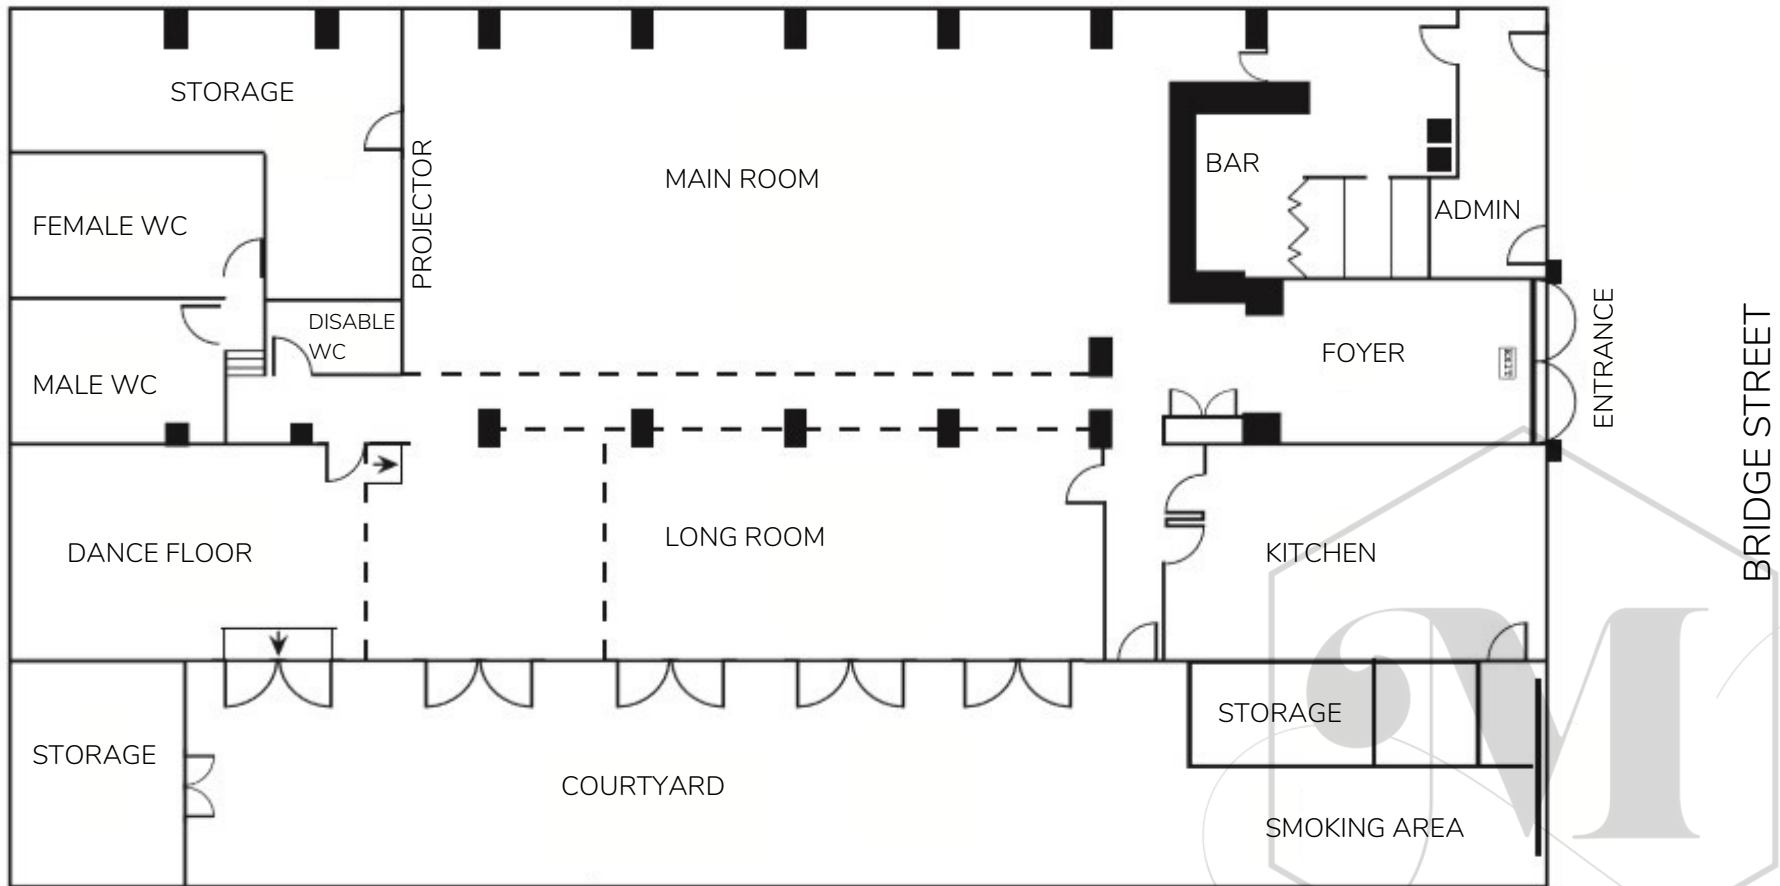 STORAGE
PROJECTOR
MAIN ROOM
BAR
ADMIN
FEMALE WC
DISABLE
WC
MALE WC
FOYER
ENTRANCE
BRIDGE STREET
DANCE FLOOR
LONG ROOM
KITCHEN
STORAGE
STORAGE
COURTYARD
SMOKING AREA
M